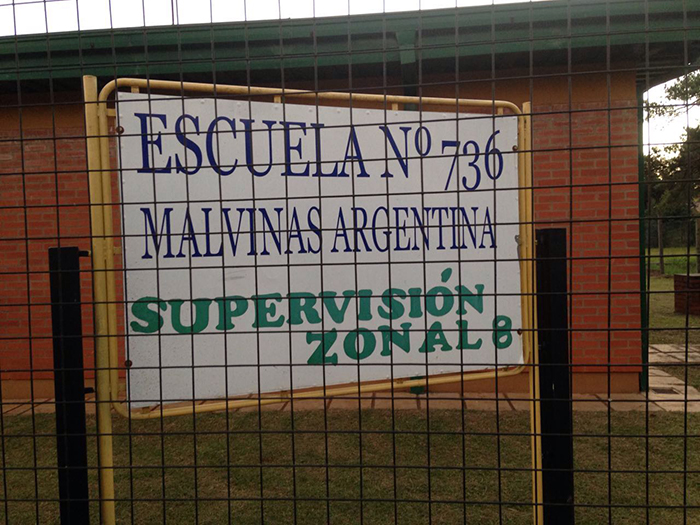 ESCUELA Nº 736
MALVINAS ARGENTINA
SUPERVISIÓN
ZONAL 8